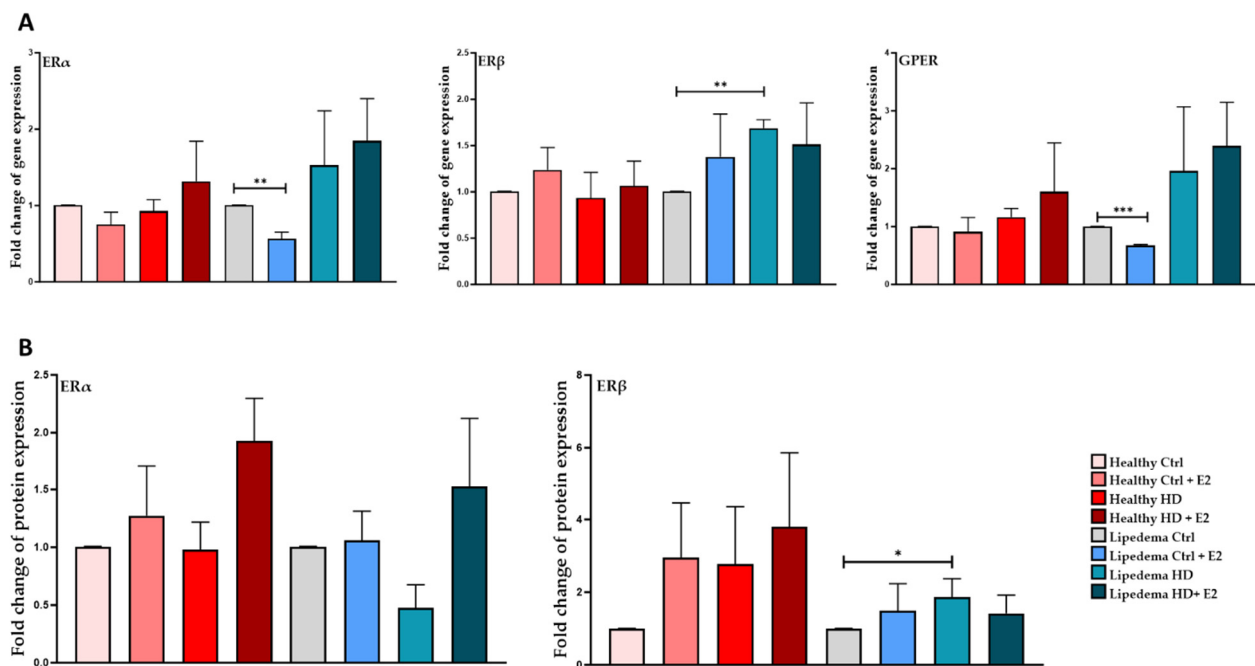 A
ERα
Fold change of gene expression
3
2
1
0
**
ERβ
Fold change of gene expression
2.5
2.0
1.5
1.0
0.5
0.0
**
GPER
Fold change of gene expression
4
3
2
1
0
***
B
ERα
Fold change of protein expression
2.5
2.0
1.5
1.0
0.5
0.0
ERβ
Fold change of protein expression
8
6
4
2
0
*
Healthy Ctrl
Healthy Ctrl + E2
Healthy HD
Healthy HD + E2
Lipedema Ctrl
Lipedema Ctrl + E2
Lipedema HD
Lipedema HD+ E2